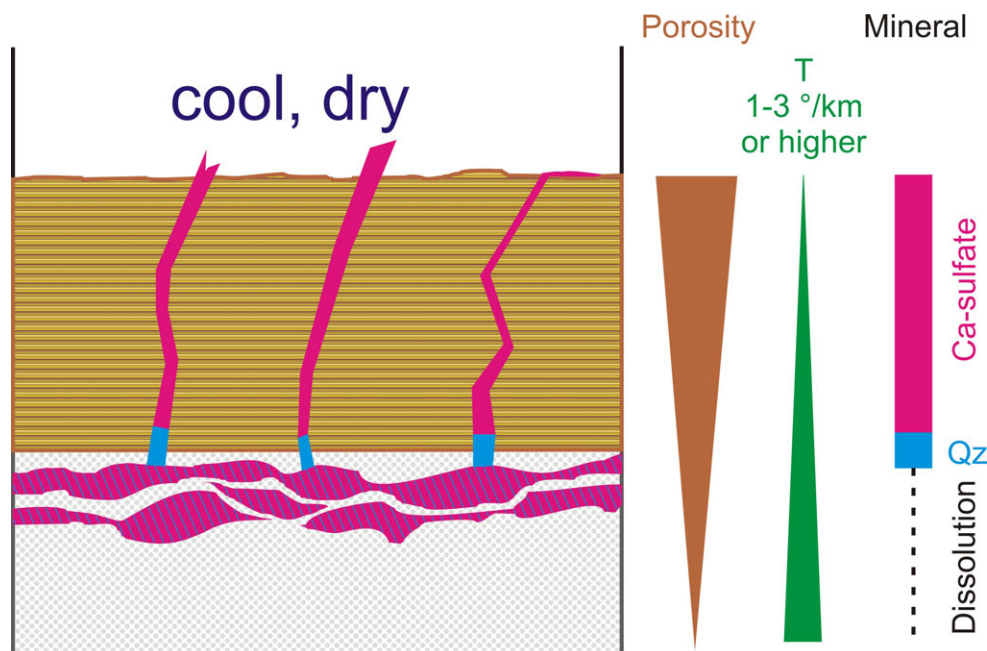 Porosity
Mineral
cool, dry
T
1-3 °/km
or higher
Ca-sulfate
Qz
Dissolution